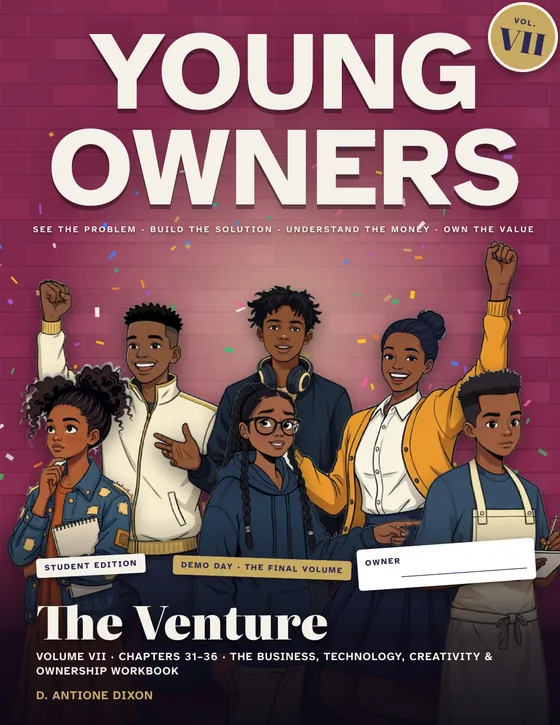 VOL.
VII
YOUNG
OWNERS
SEE THE PROBLEM · BUILD THE SOLUTION · UNDERSTAND THE MONEY · OWN THE VALUE
STUDENT EDITION
DEMO DAY · THE FINAL VOLUME
OWNER
The Venture
VOLUME VII · CHAPTERS 31–36 · THE BUSINESS, TECHNOLOGY, CREATIVITY &
OWNERSHIP WORKBOOK
D. ANTIONE DIXON